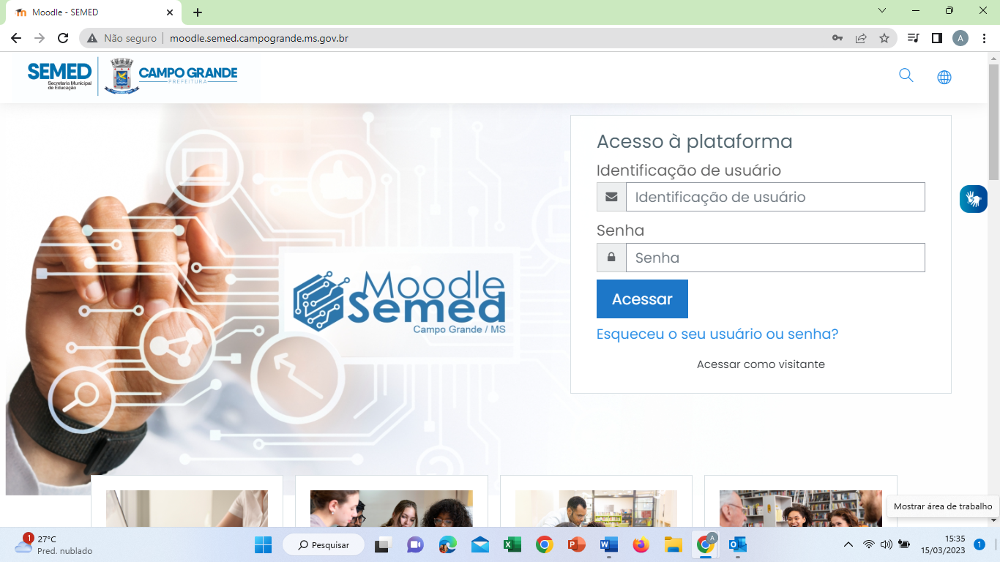 Moodle - SEMED
Não seguro
moodle.semed.campogrande.ms.gov.br
A
SEMED
Secretaria Municipal
de Educação
CAMPO GRANDE
PREFEITURA
Acesso à plataforma
Identificação de usuário
Identificação de usuário
Senha
Senha
Acessar
Esqueceu o seu usuário ou senha?
Acessar como visitante
Moodle
Semed
Campo Grande / MS
Mostrar área de trabalho
1
27°C
Pred. nublado
Pesquisar
A
15:35
15/03/2023
1